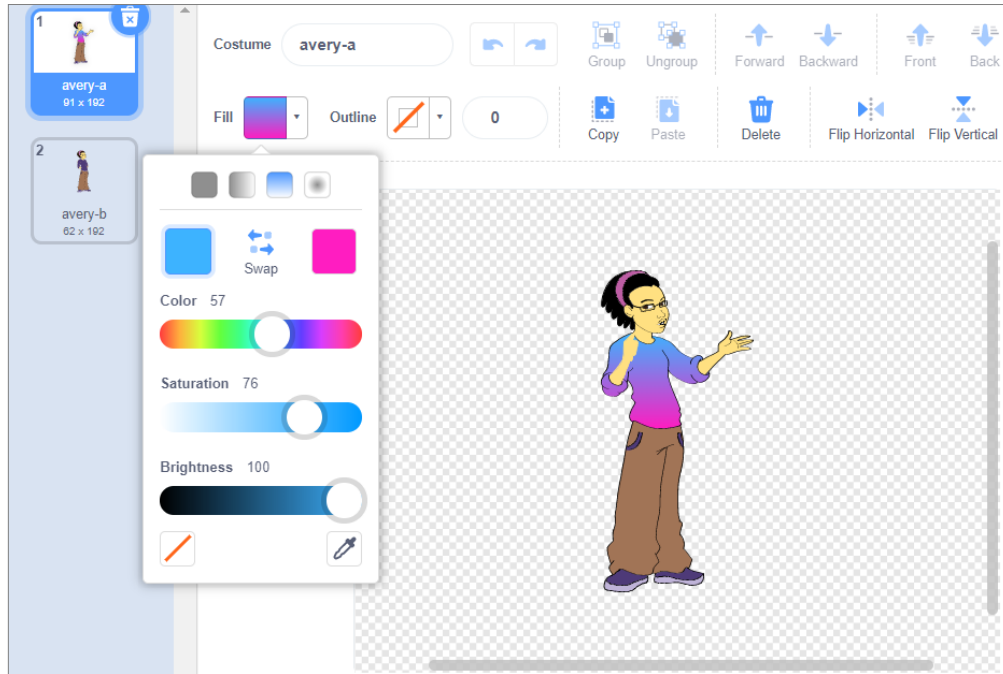 1
avery-a
91 x 192
2
avery-b
62 x 192
Costume avery-a
Group Ungroup Forward Backward Front Back
Fill Outline 0
Copy Paste Delete Flip Horizontal Flip Vertical
Swap
Color 57
Saturation 76
Brightness 100